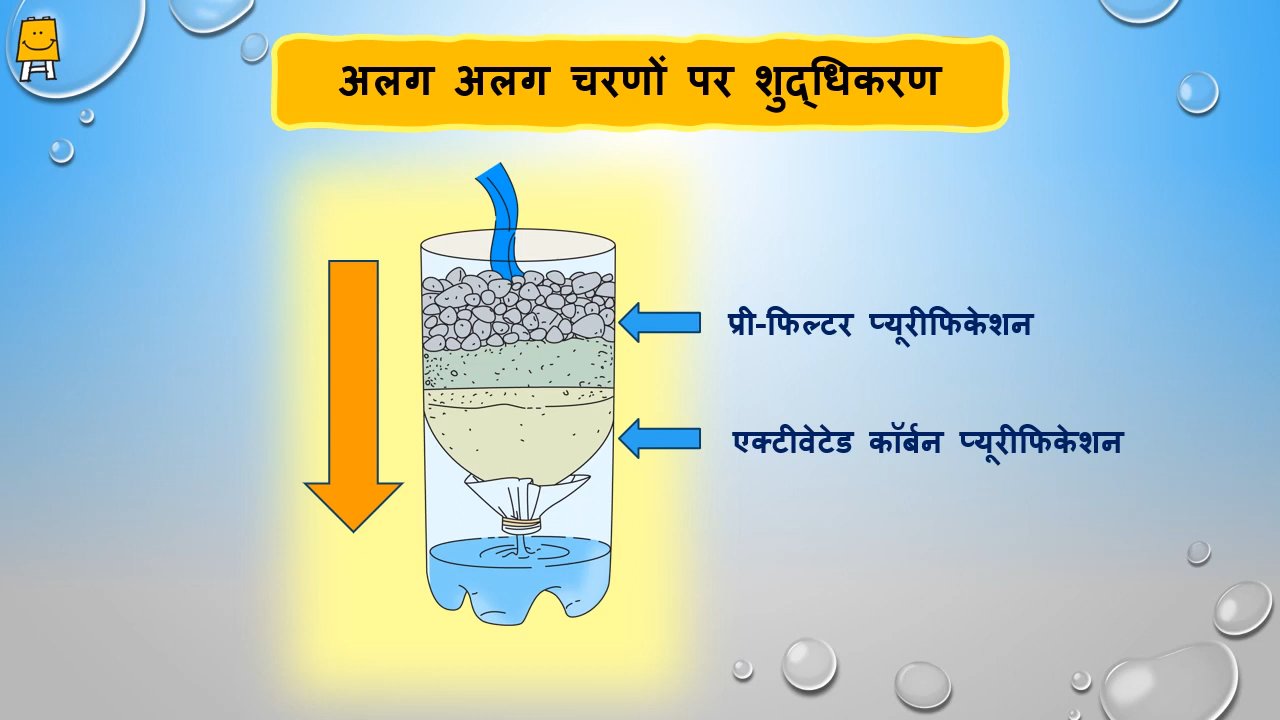 अलग अलग चरणों पर शुद्धिकरण
प्री-फिल्टर प्यूरीफिकेशन
एक्टीवेटेड कॉर्बन प्यूरीफिकेशन